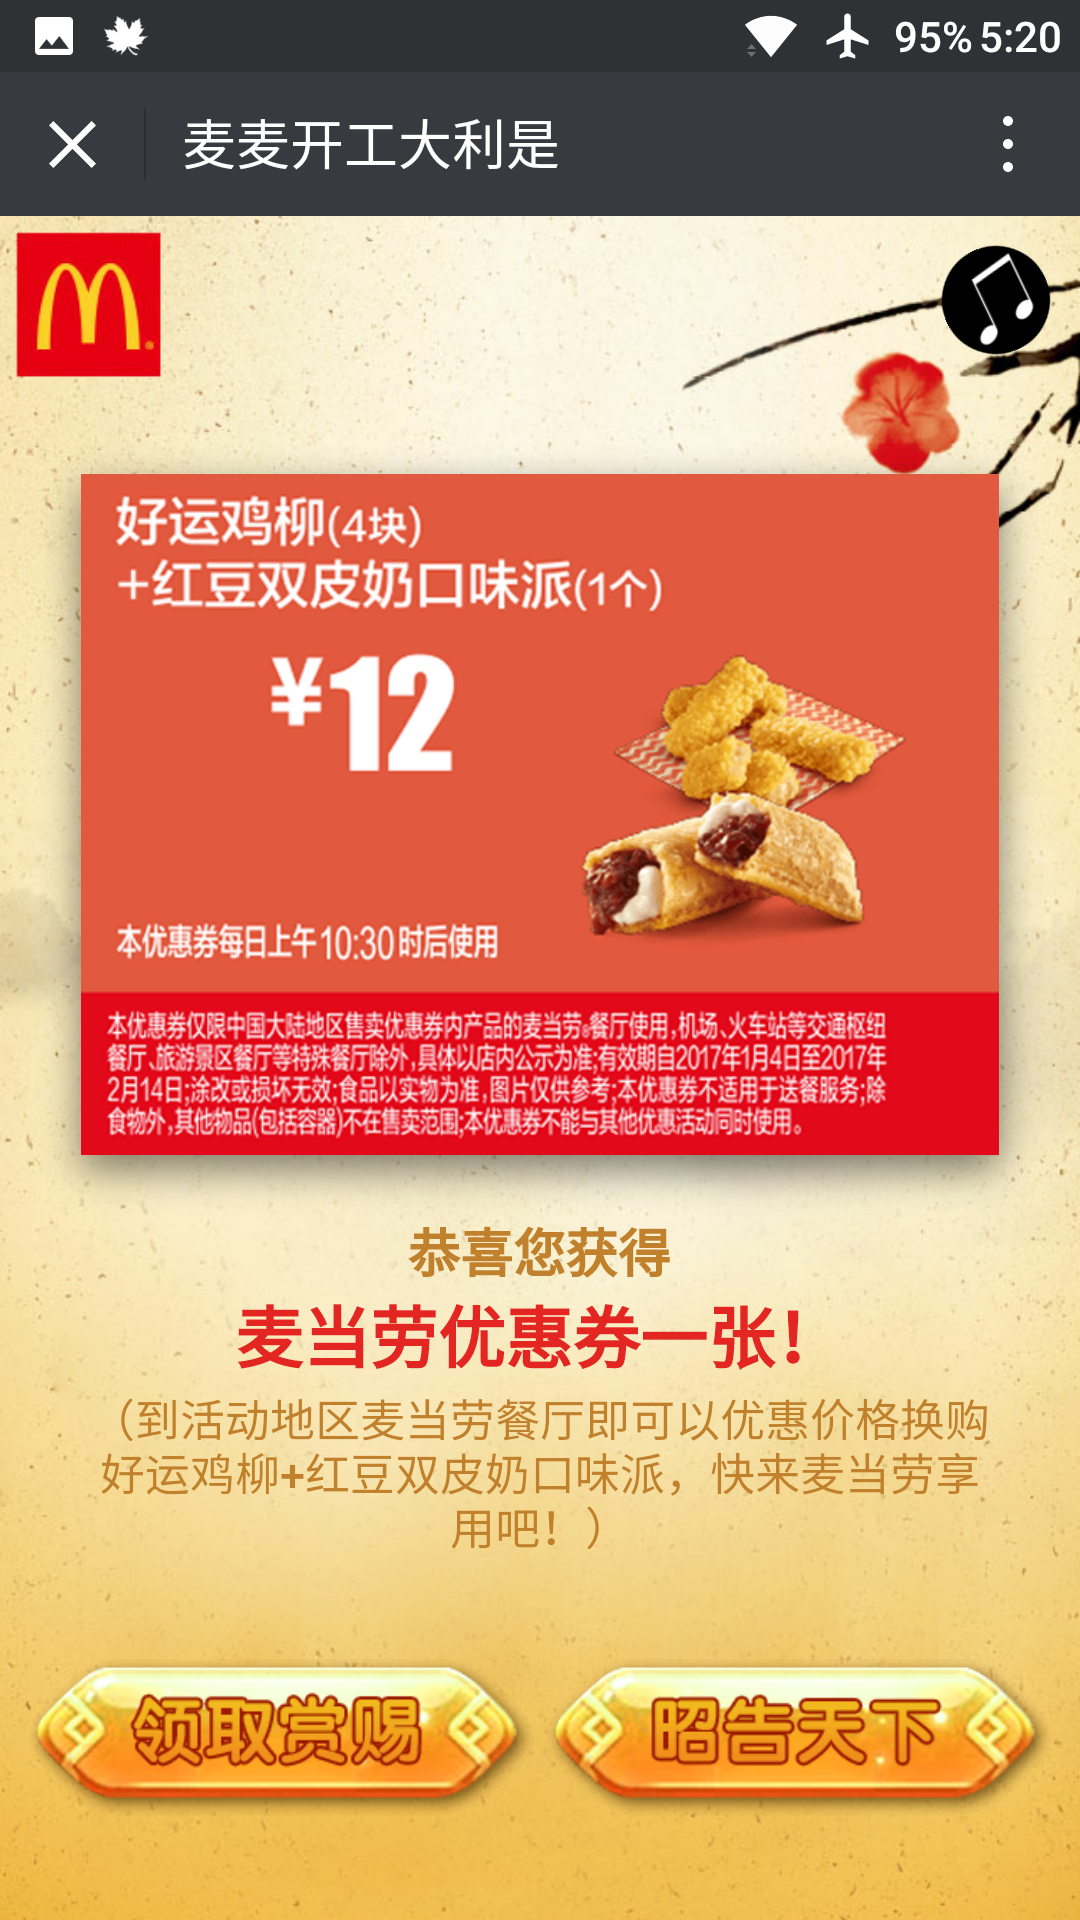 95% 5:20
麦麦开工大利是
好运鸡柳(4块)
+红豆双皮奶口味派(1个)
¥12
本优惠券每日上午10:30时后使用
本优惠券仅限中国大陆地区售卖优惠券内产品的麦当劳®餐厅使用,机场、火车站等交通枢纽
餐厅、旅游景区餐厅等特殊餐厅除外,具体以店内公示为准;有效期自2017年1月4日至2017年
2月14日;涂改或损坏无效;食品以实物为准,图片仅供参考;本优惠券不适用于送餐服务;除
食物外,其他物品(包括容器)不在售卖范围;本优惠券不能与其他优惠活动同时使用。
恭喜您获得
麦当劳优惠券一张!
（到活动地区麦当劳餐厅即可以优惠价格换购
好运鸡柳+红豆双皮奶口味派，快来麦当劳享
用吧！）
领取赏赐
昭告天下